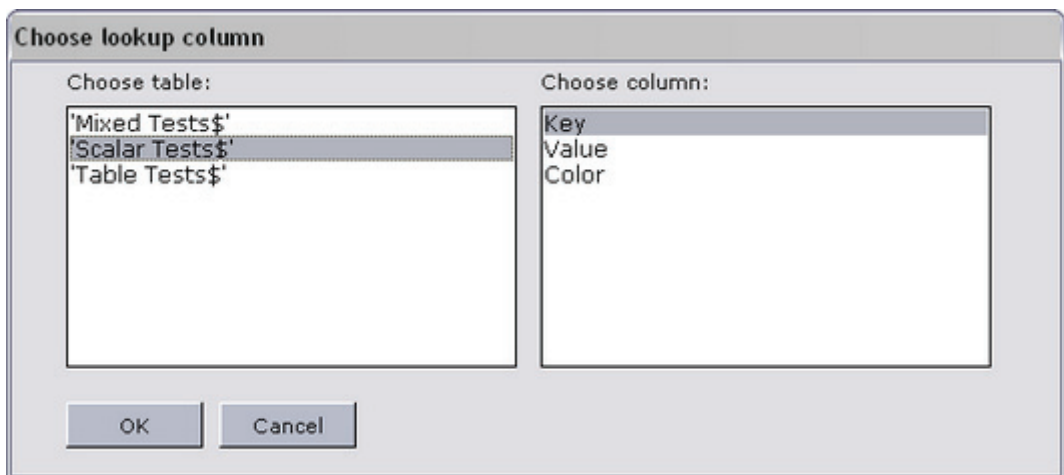 Choose lookup column
Choose table:
Choose column:
'Mixed Tests$'
'Scalar Tests$'
'Table Tests$'
Key
Value
Color
OK
Cancel